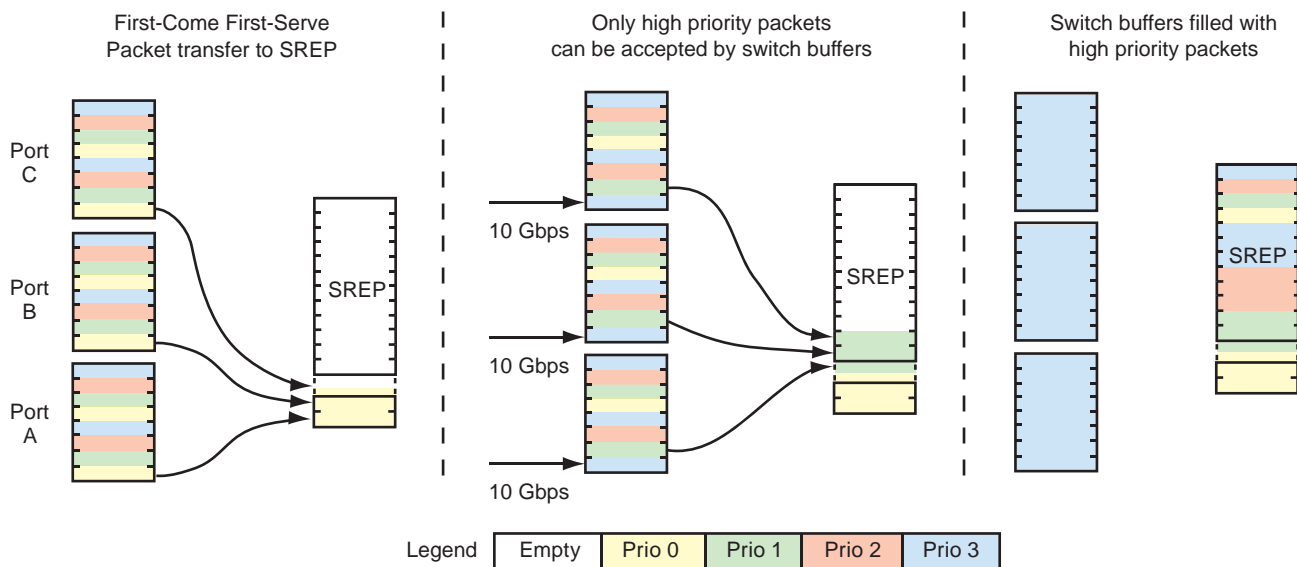 First-Come First-Serve
Packet transfer to SREP
Only high priority packets
can be accepted by switch buffers
Switch buffers filled with
high priority packets
Port
C
Port
B
Port
A
SREP
10 Gbps
10 Gbps
10 Gbps
SREP
SREP
Legend Empty Prio 0 Prio 1 Prio 2 Prio 3